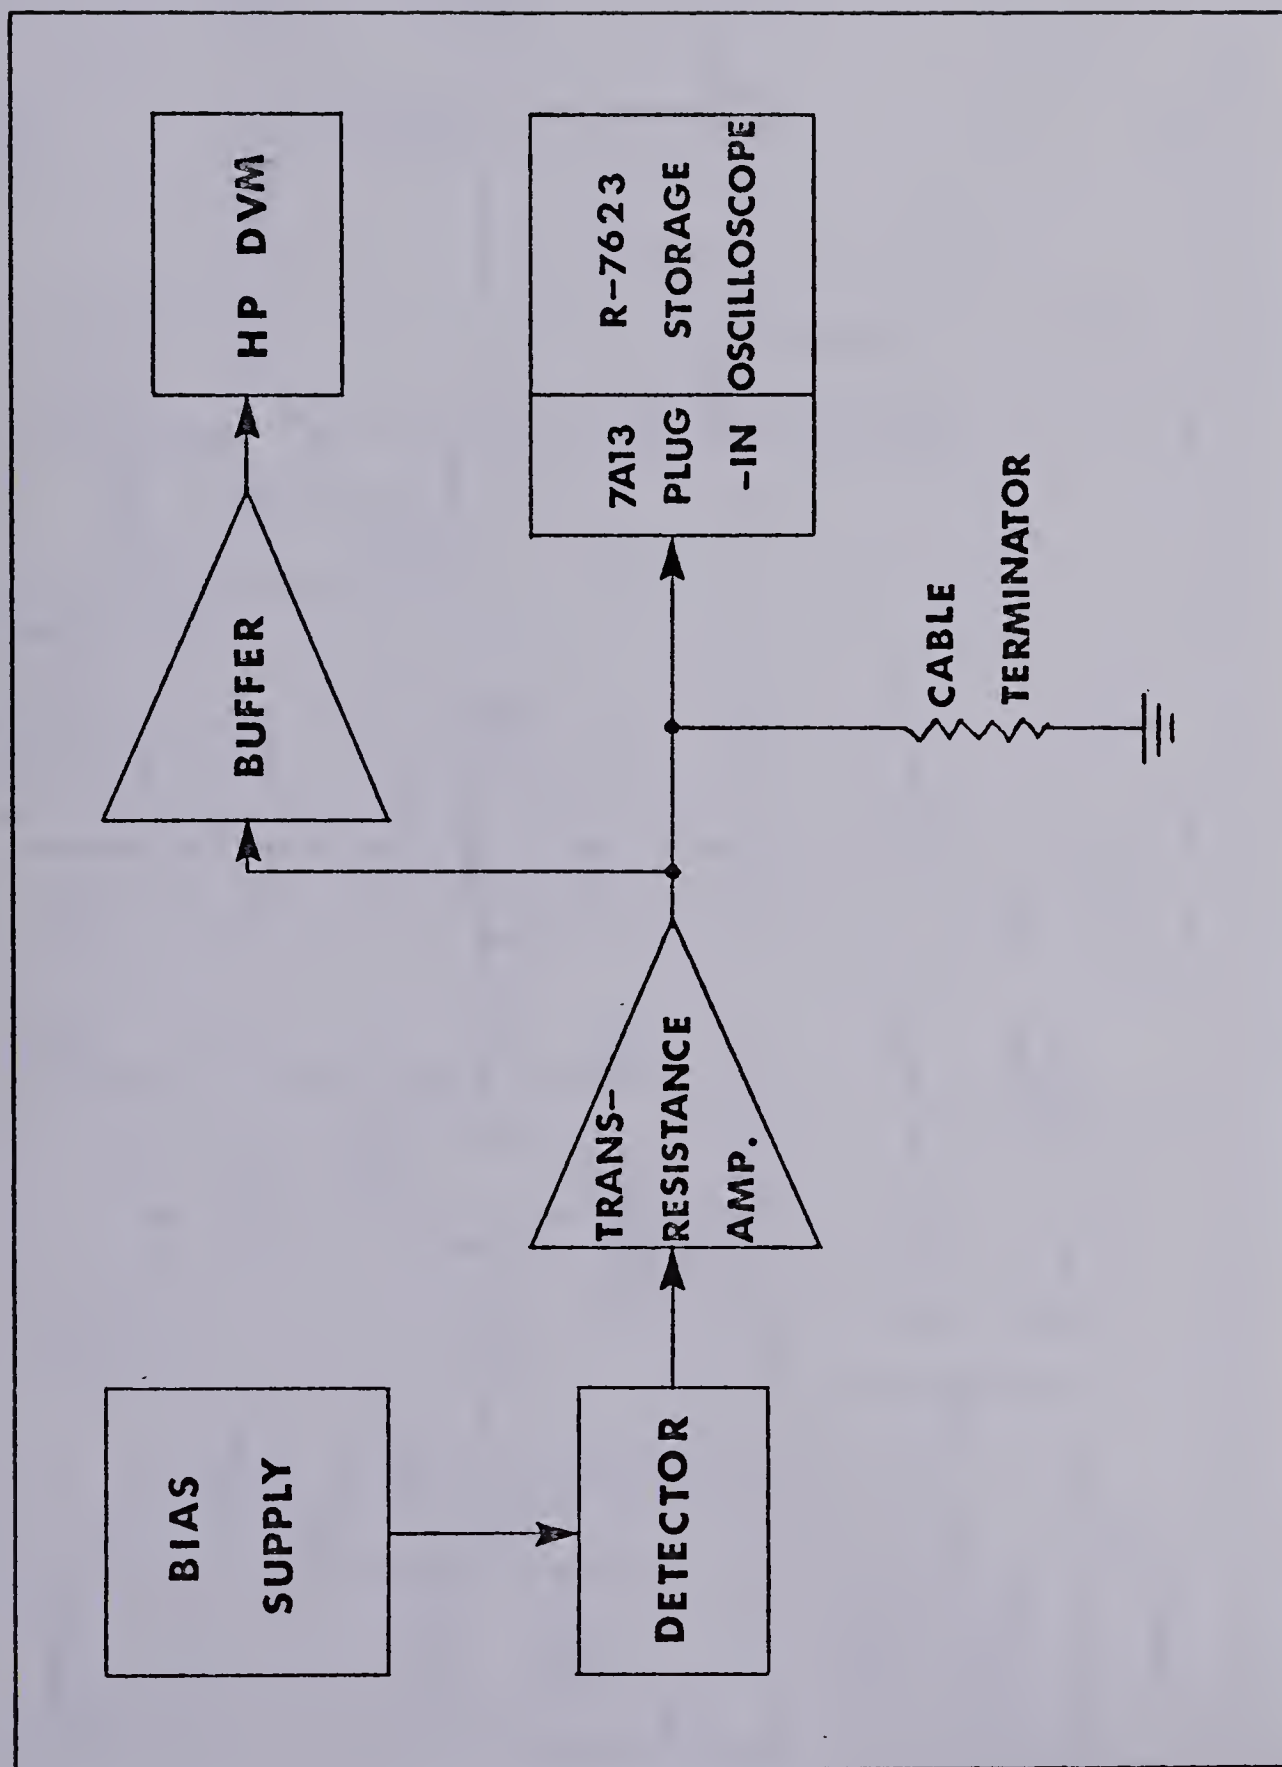 BIAS
SUPPLY
DETECTOR
TRANS-
RESISTANCE
AMP.
BUFFER
HP DVM
7A13
PLUG
-IN
R-7623
STORAGE
OSCILLOSCOPE
CABLE
TERMINATOR